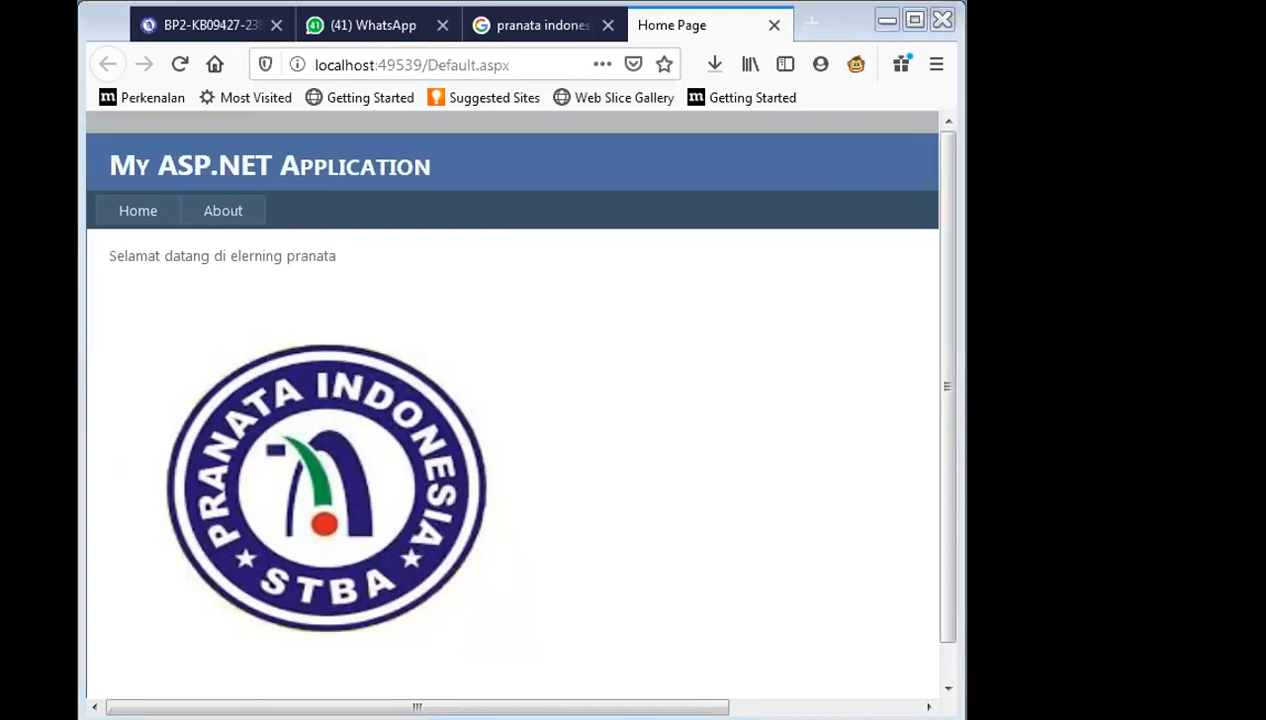 BP2-KB09427-238
(41) WhatsApp
pranata indones
Home Page
localhost:49539/Default.aspx
Perkenalan
Most Visited
Getting Started
Suggested Sites
Web Slice Gallery
Getting Started
My ASP.NET Application
Home
About
Selamat datang di elerning pranata
PRANATA INDONESIA
STBA